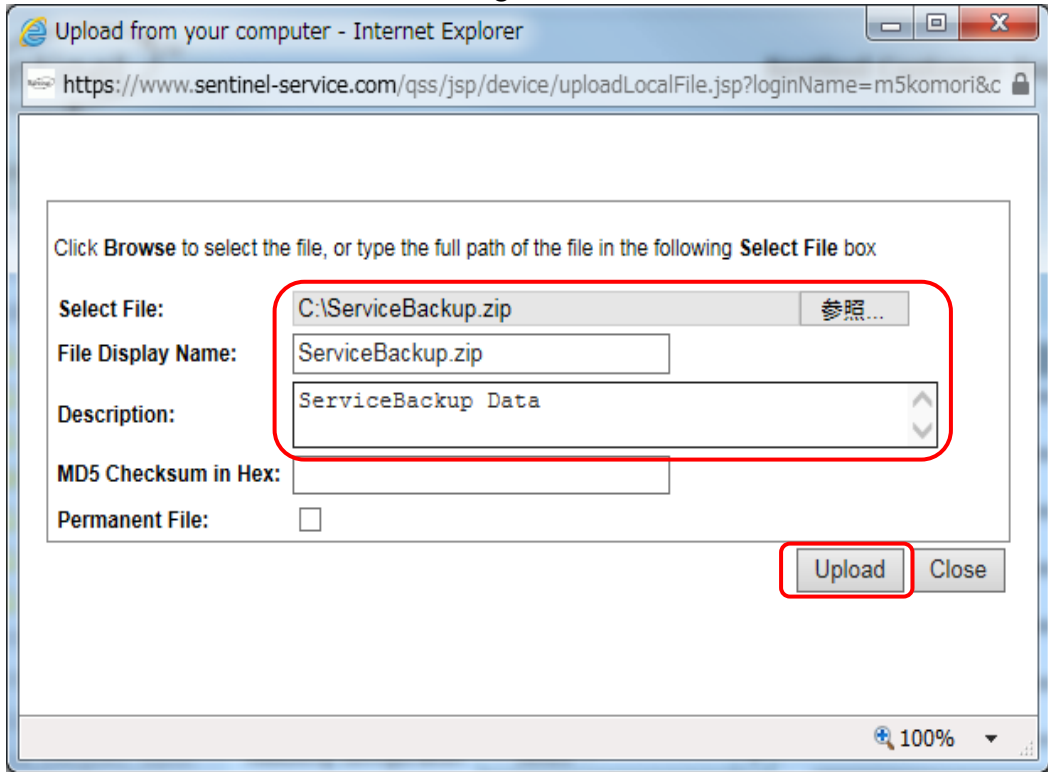 Upload from your computer - Internet Explorer
https://www.sentinel-service.com/qss/jsp/device/uploadLocalFile.jsp?loginName=m5komori&c
Click Browse to select the file, or type the full path of the file in the following Select File box
Select File: C:\ServiceBackup.zip 参照...
File Display Name: ServiceBackup.zip
Description: ServiceBackup Data
MD5 Checksum in Hex:
Permanent File:
Upload Close
100%